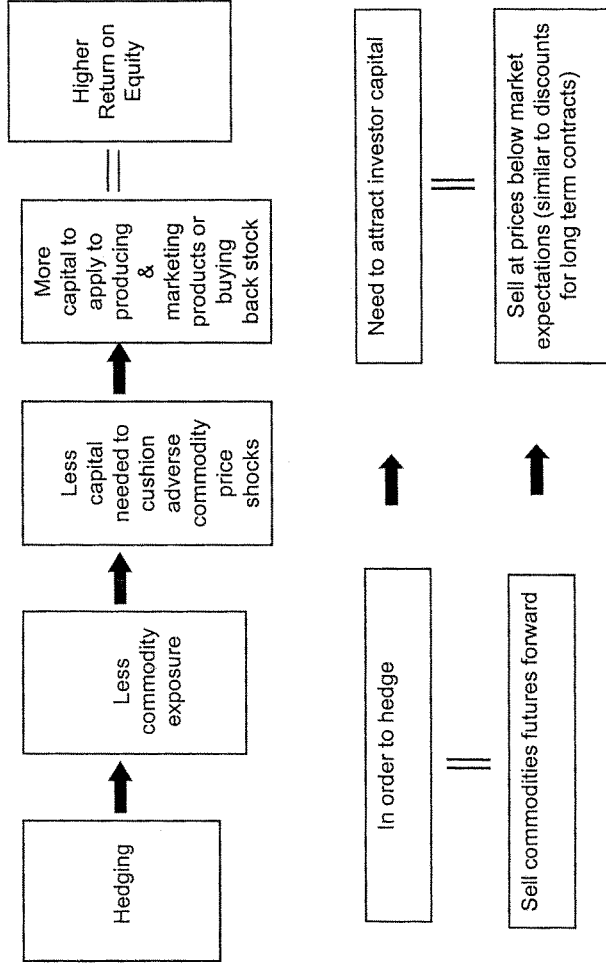 Hedging
Less
commodity
exposure
Less
capital
needed to
cushion
adverse
commodity
price
shocks
More
capital to
apply to
producing
&
marketing
products or
buying
back stock
Higher
Return on
Equity
In order to hedge
Need to attract investor capital
Sell commodities futures forward
Sell at prices below market
expectations (similar to discounts
for long term contracts)